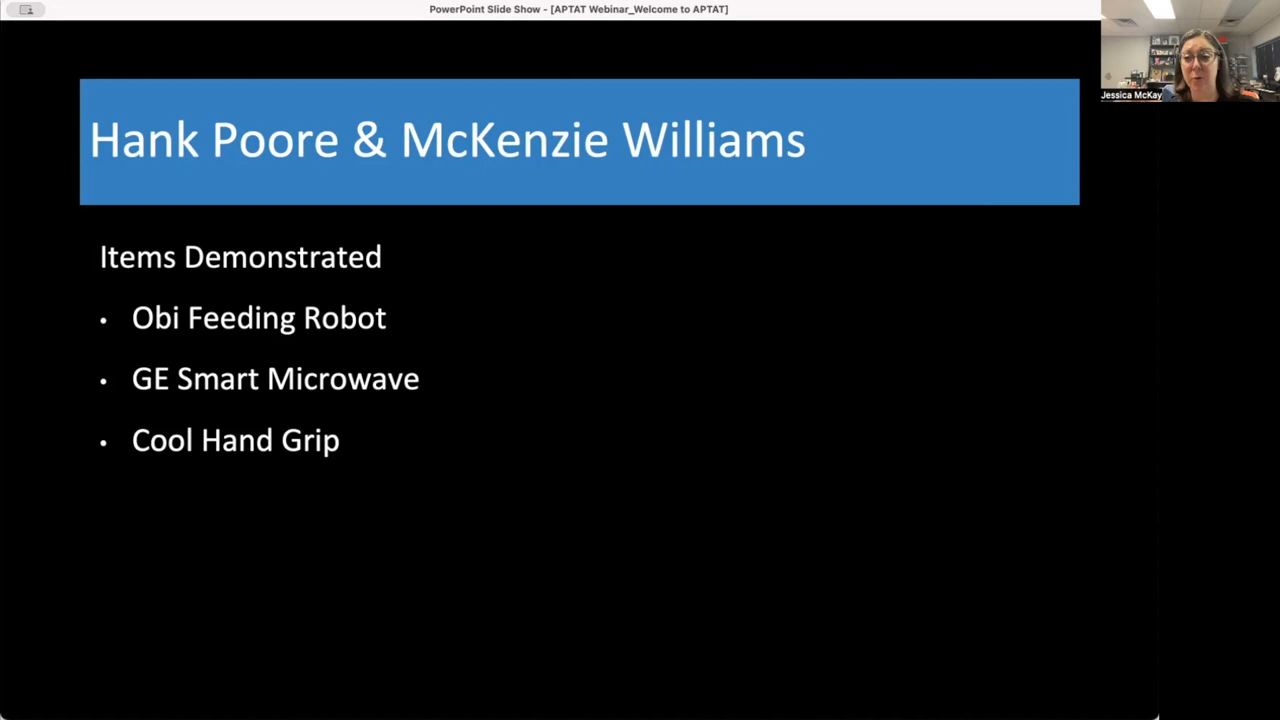 PowerPoint Slide Show - [APTAT Webinar_Welcome to APTAT]
Jessica McKay
Hank Poore & McKenzie Williams
Items Demonstrated
• Obi Feeding Robot
• GE Smart Microwave
• Cool Hand Grip